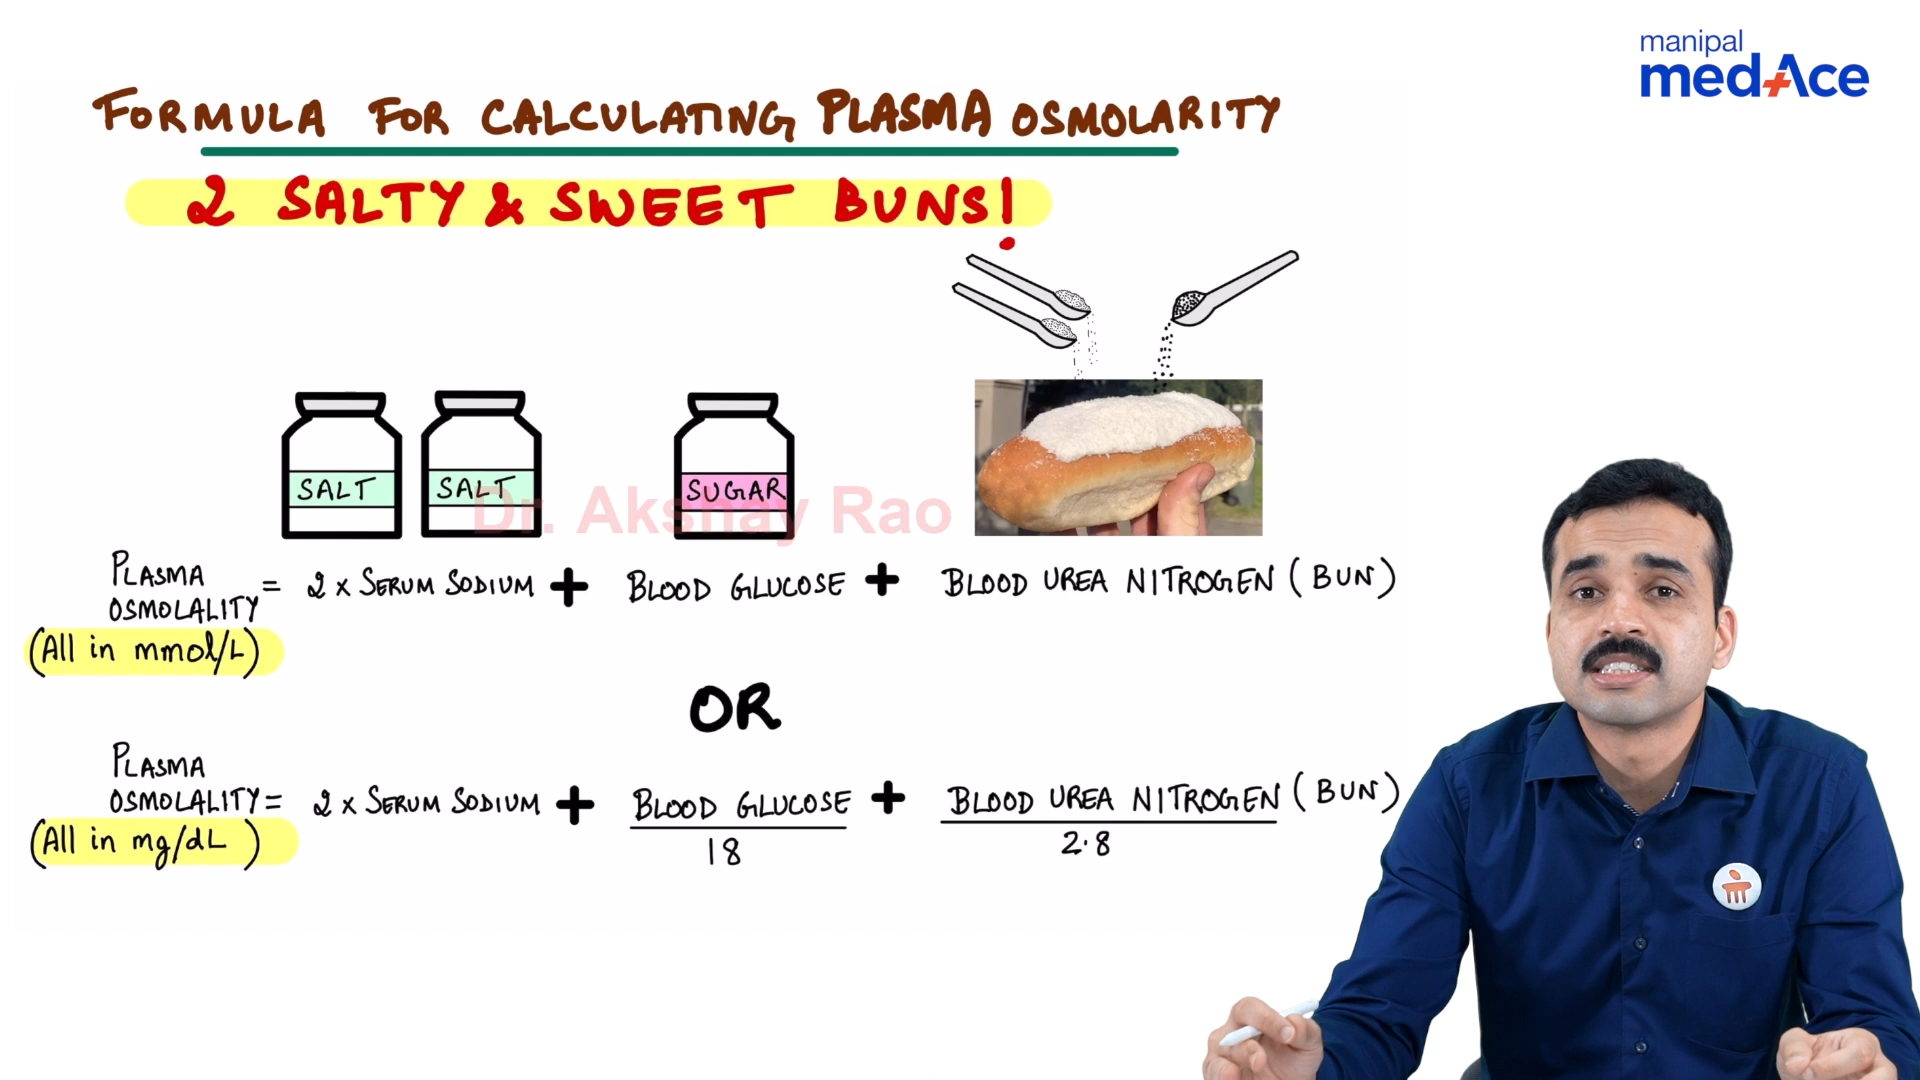 manipal
medAce
FORMULA FOR CALCULATING PLASMA OSMOLARITY
2 SALTY & SWEET BUNS!
SALT
SALT
SUGAR
Dr. Akshay Rao
PLASMA
OSMOLALITY = 2 x SERUM SODIUM + BLOOD GLUCOSE + BLOOD UREA NITROGEN (BUN)
(All in mmol/L)
OR
PLASMA
OSMOLALITY = 2 x SERUM SODIUM + BLOOD GLUCOSE + BLOOD UREA NITROGEN (BUN)
18 2.8
(All in mg/dL)